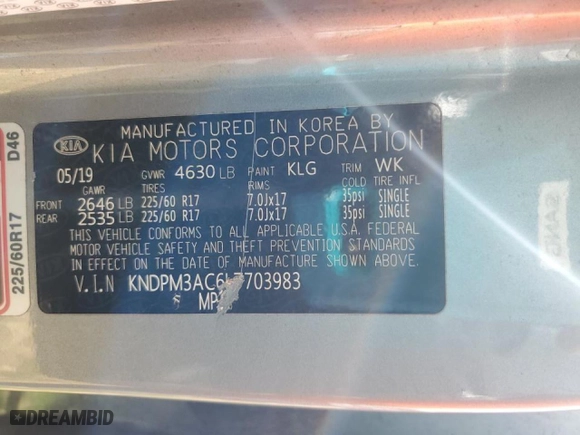 MANUFACTURED IN KOREA BY
KIA KIA MOTORS CORPORATION
05/19 GVWR 4630 LB PAINT KLG TRIM WK
GAWR TIRES RIMS COLD TIRE INFL
FRONT 2646 LB 225/60 R17 7.0Jx17 35psi SINGLE
REAR 2535 LB 225/60 R17 7.0Jx17 35psi SINGLE
THIS VEHICLE CONFORMS TO ALL APPLICABLE U.S.A. FEDERAL
MOTOR VEHICLE SAFETY AND THEFT PREVENTION STANDARDS
IN EFFECT ON THE DATE OF MANUFACTURE SHOWN ABOVE.
V.I.N KNDPM3AC6L7703983
D46
225/60R17
DREAMBID